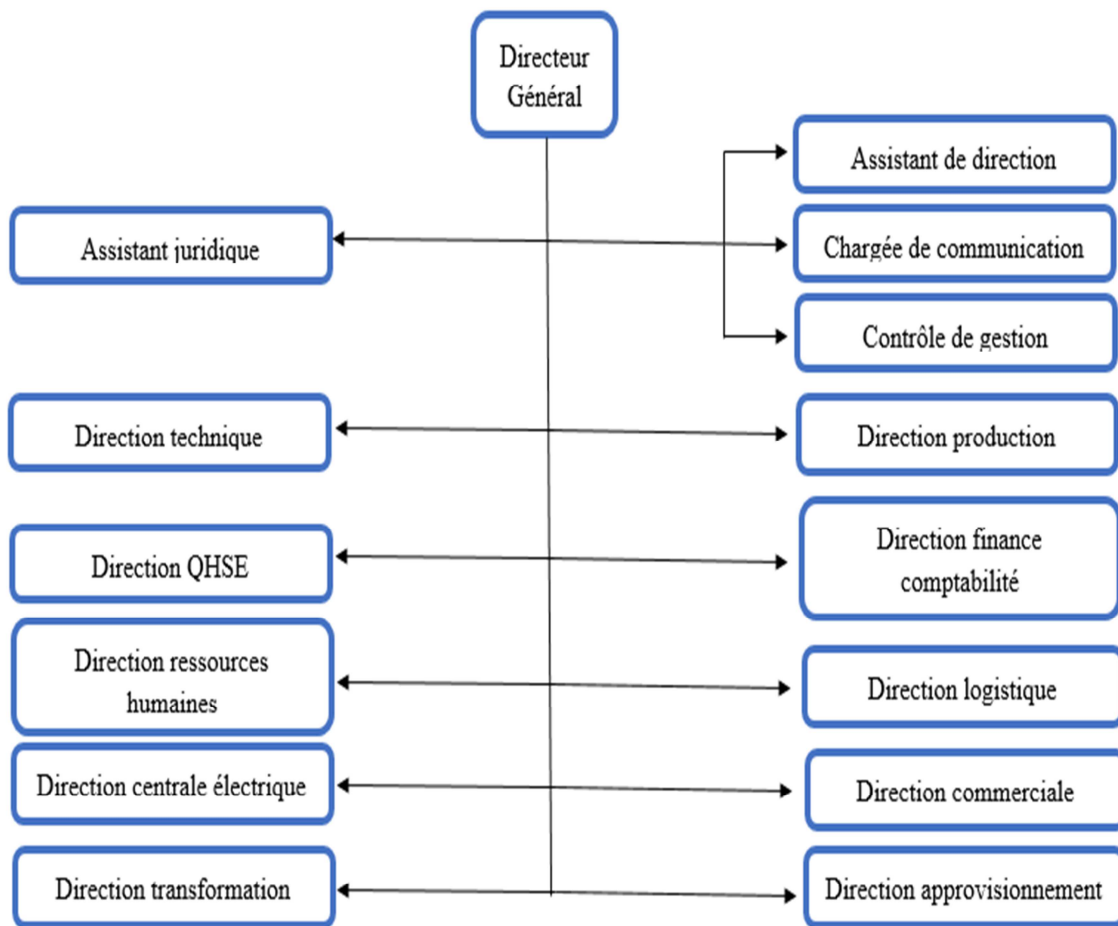 Directeur
Général
Assistant de direction
Assistant juridique
Chargée de communication
Contrôle de gestion
Direction technique
Direction production
Direction QHSE
Direction finance
comptabilité
Direction ressources
humaines
Direction logistique
Direction centrale électrique
Direction commerciale
Direction transformation
Direction approvisionnement